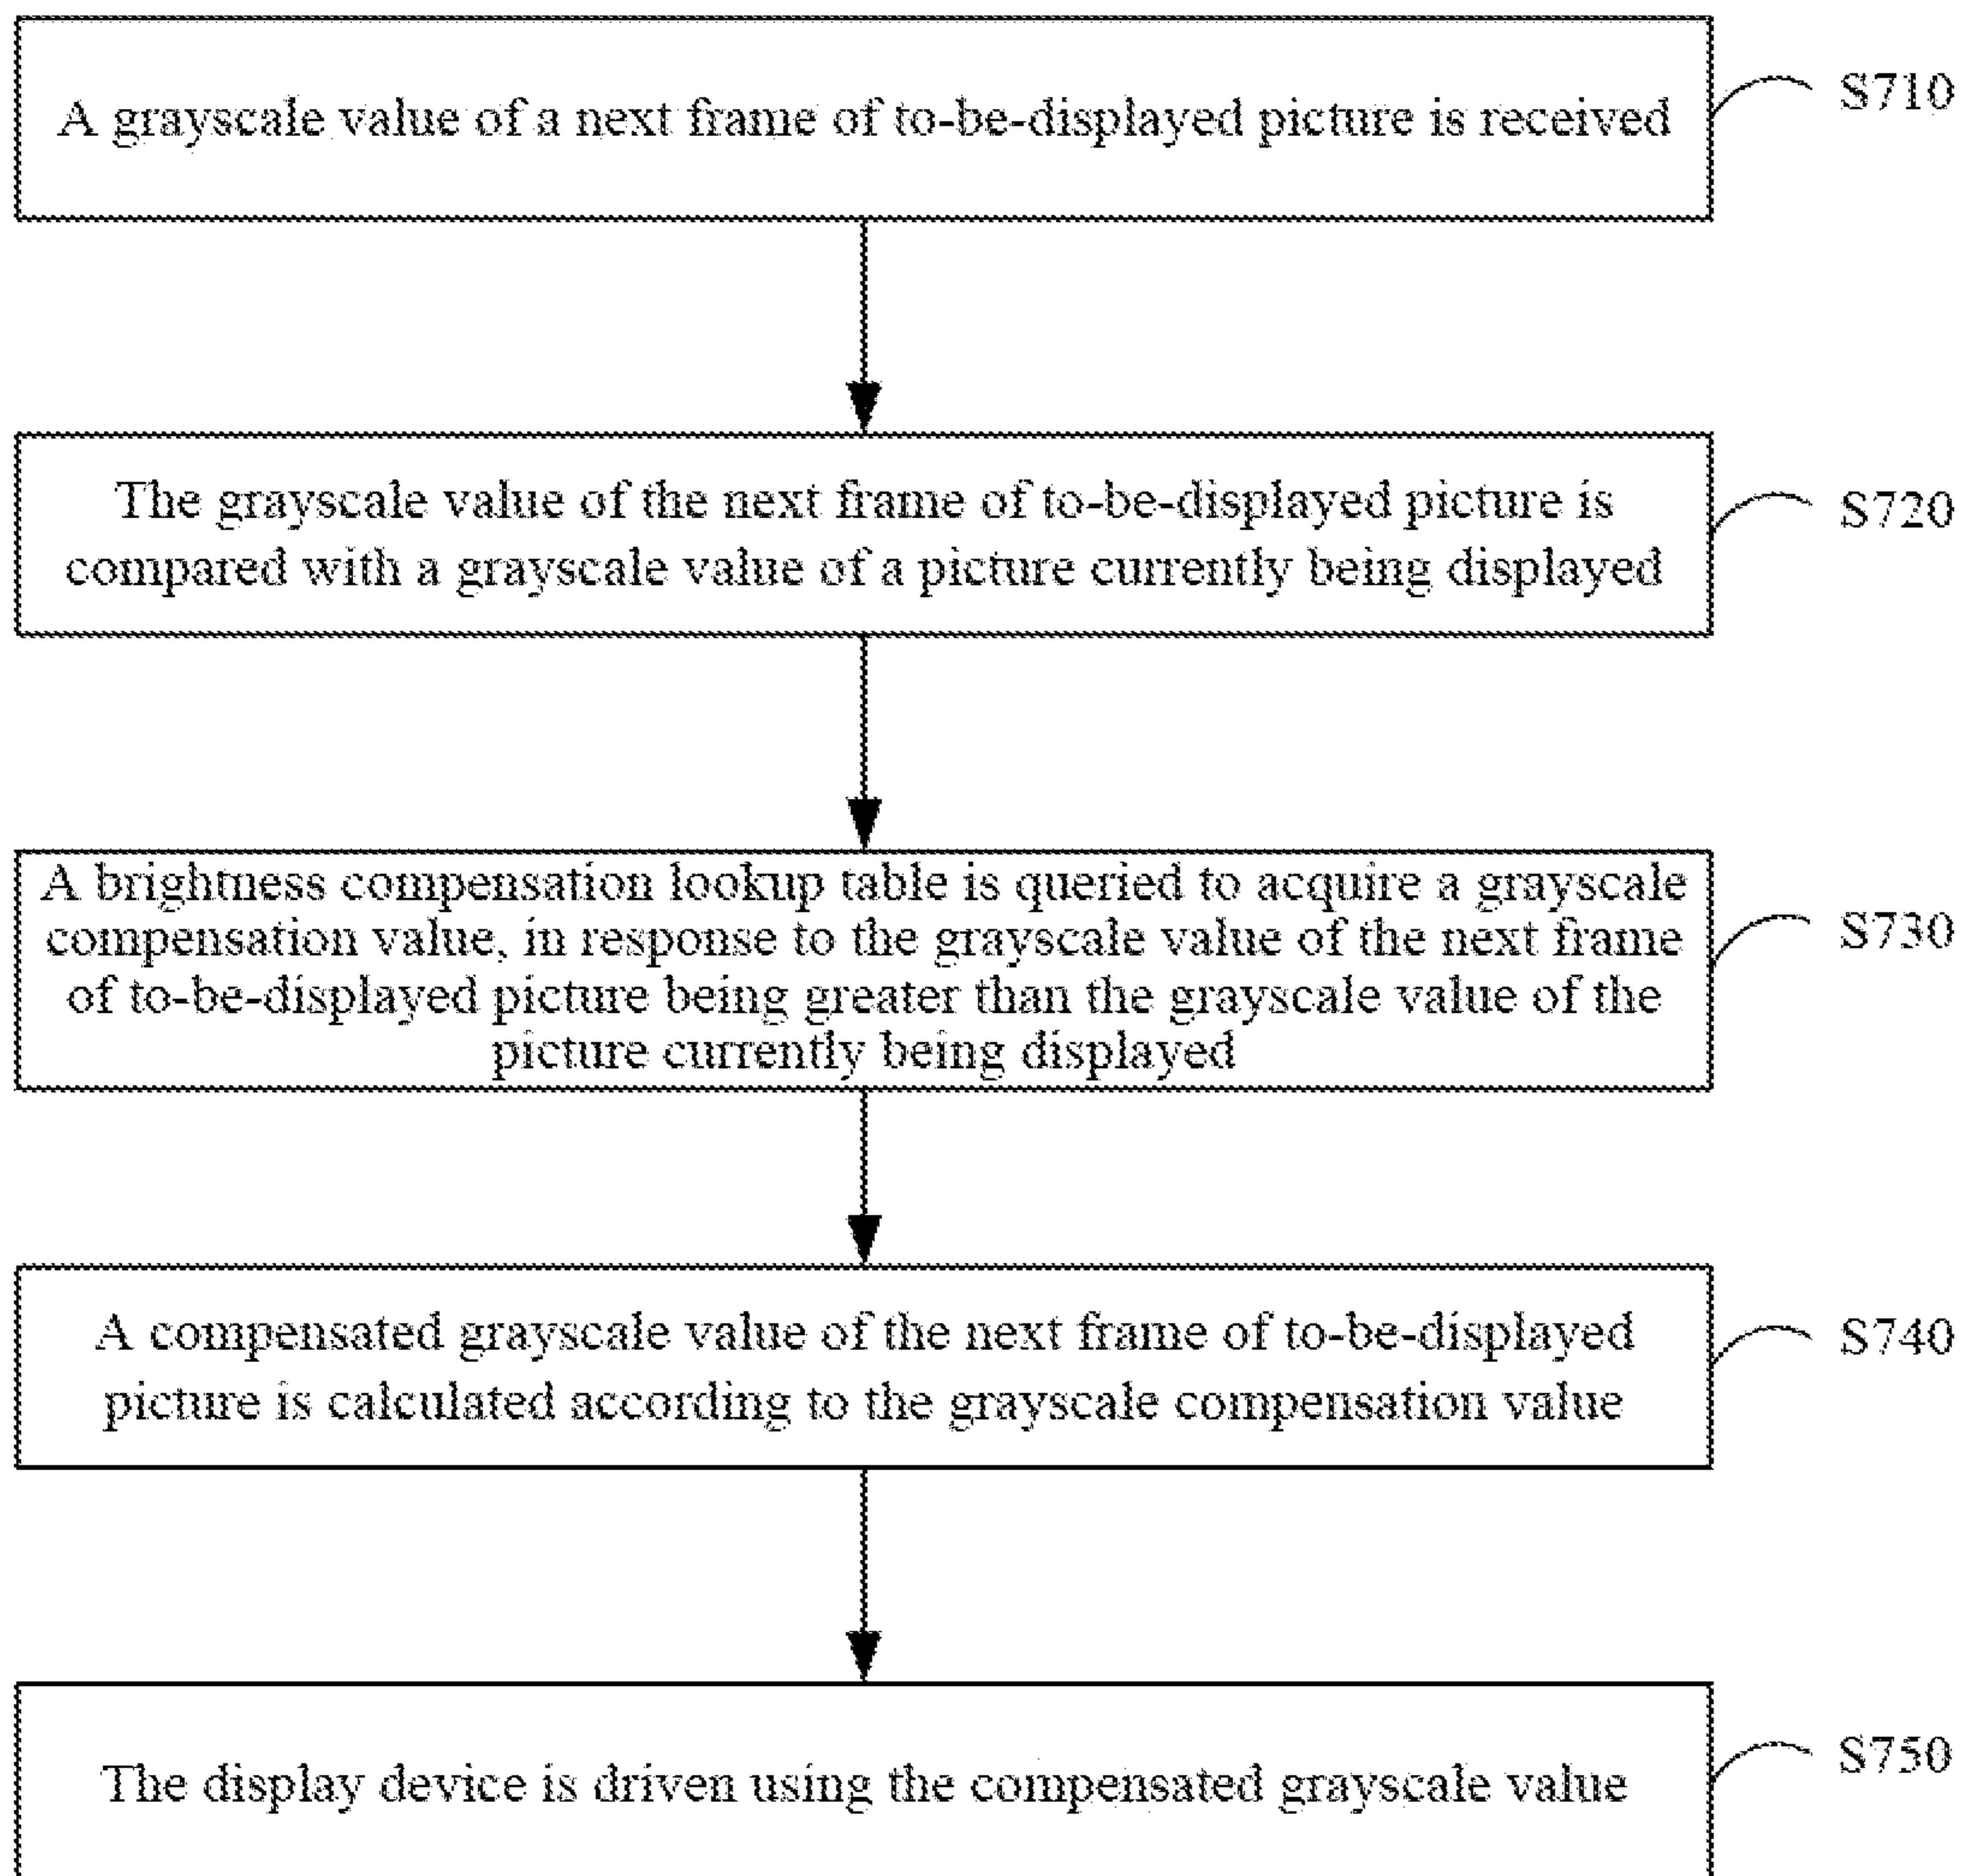 A grayscale value of a next frame of to-be-displayed picture is received
S710
The grayscale value of the next frame of to-be-displayed picture is
compared with a grayscale value of a picture currently being displayed
S720
A brightness compensation lookup table is queried to acquire a grayscale
compensation value, in response to the grayscale value of the next frame
of to-be-displayed picture being greater than the grayscale value of the
picture currently being displayed
S730
A compensated grayscale value of the next frame of to-be-displayed
picture is calculated according to the grayscale compensation value
S740
The display device is driven using the compensated grayscale value
S750